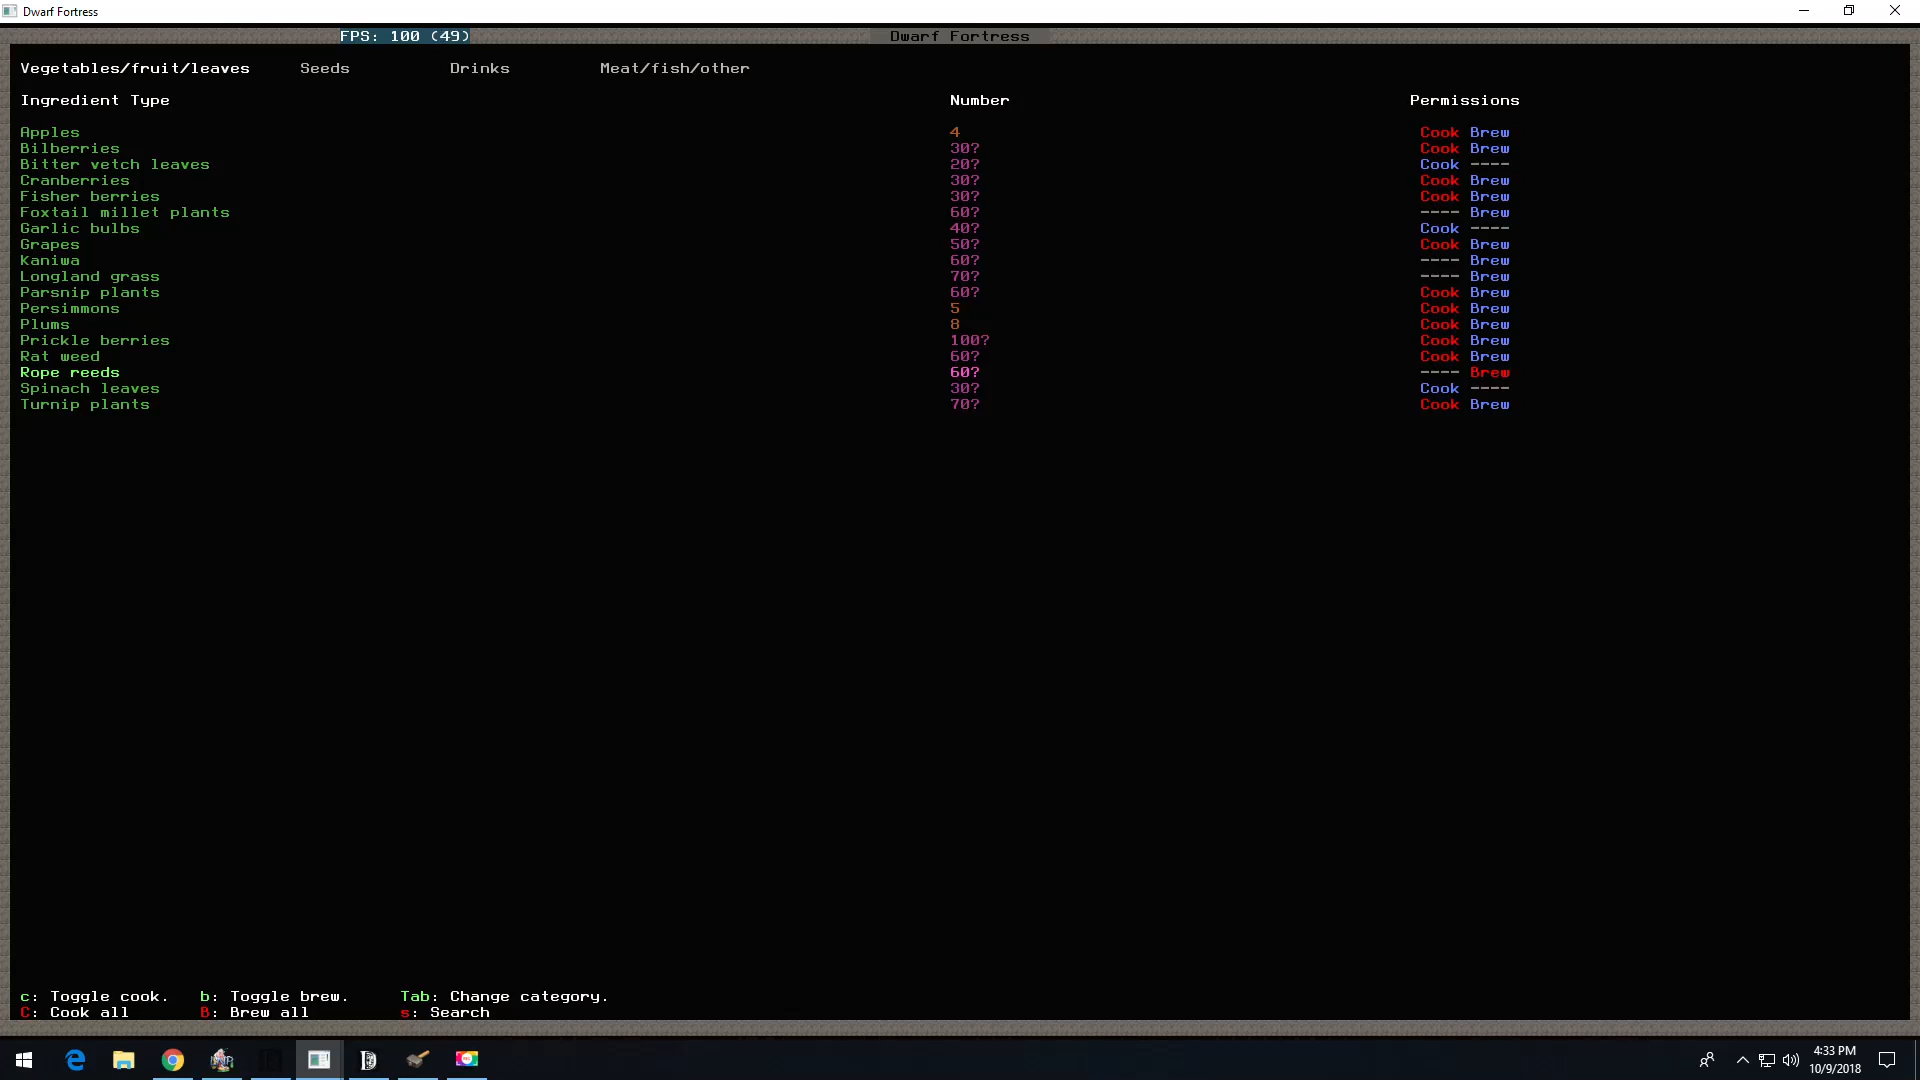 Dwarf Fortress
FPS: 100 (49) Dwarf Fortress
Vegetables/fruit/leaves Seeds Drinks Meat/fish/other
Ingredient Type Number Permissions
Apples 4 Cook Brew
Bilberries 30? Cook Brew
Bitter vetch leaves 20? Cook ----
Cranberries 30? Cook Brew
Fisher berries 30? Cook Brew
Foxtail millet plants 60? ---- Brew
Garlic bulbs 40? Cook ----
Grapes 50? Cook Brew
Kaniwa 60? ---- Brew
Longland grass 70? ---- Brew
Parsnip plants 60? Cook Brew
Persimmons 5 Cook Brew
Plums 8 Cook Brew
Prickle berries 100? Cook Brew
Rat weed 60? Cook Brew
Rope reeds 60? ---- Brew
Spinach leaves 30? Cook ----
Turnip plants 70? Cook Brew
c: Toggle cook. b: Toggle brew. Tab: Change category.
C: Cook all B: Brew all s: Search
4:33 PM
10/9/2018